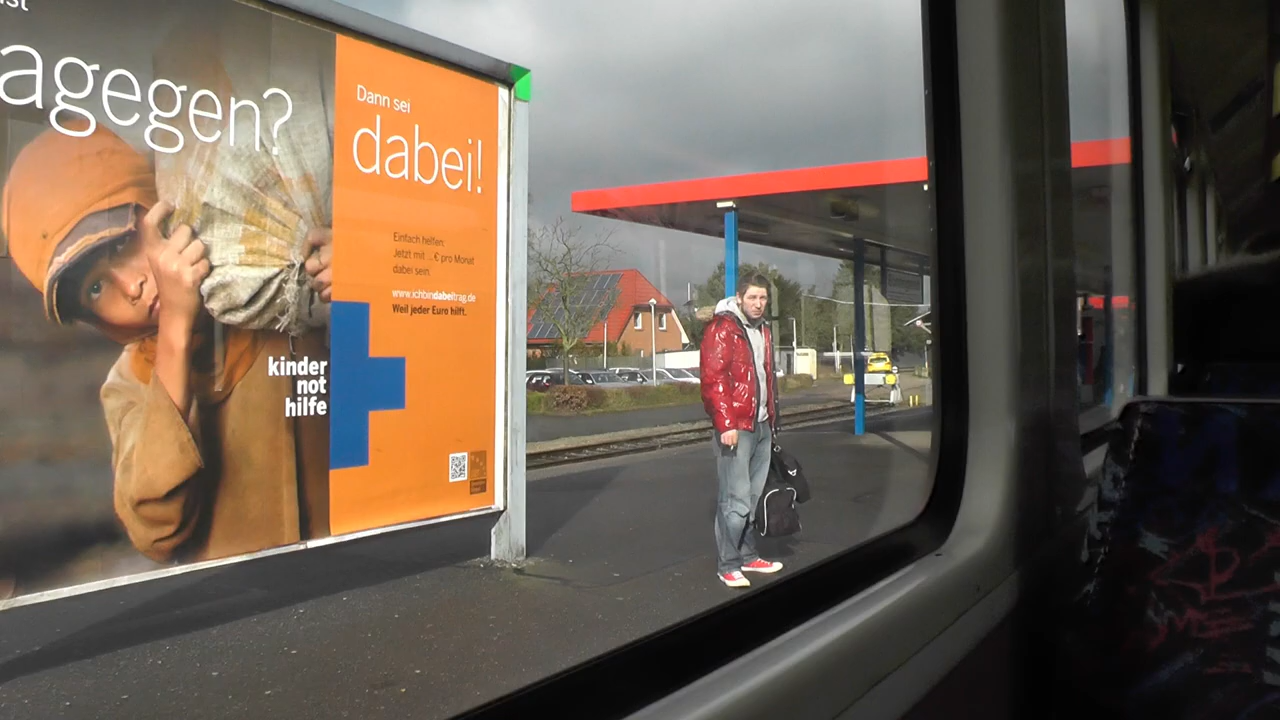 agegen?
Dann sei
dabei!
Einfach helfen:
Jetzt mit ... € pro Monat
dabei sein.
www.ichbindabeitrag.de
Weil jeder Euro hilft.
kinder
not
hilfe